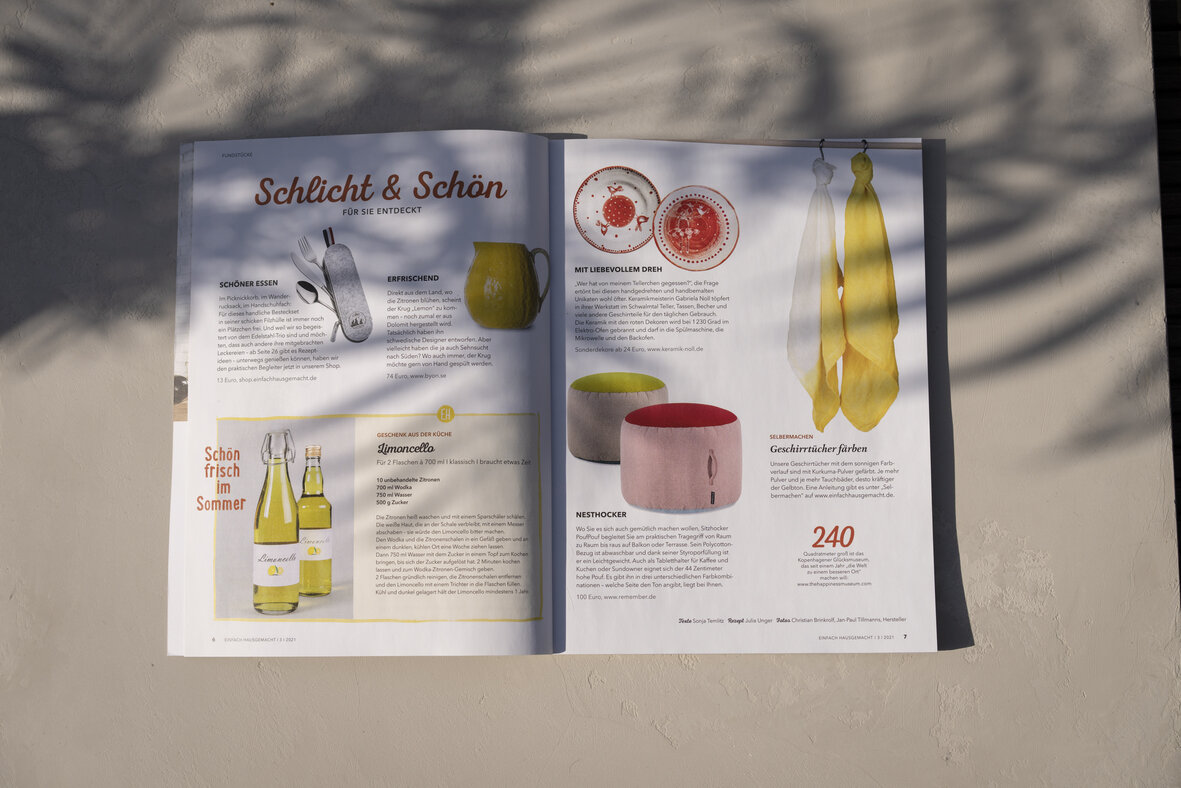 FUNDSTÜCKE
Schlicht & Schön
FÜR SIE ENTDECKT
SCHÖNER ESSEN
Im Picknickkorb, im Wander-
rucksack, im Handschuhfach:
Für dieses handliche Besteckset
in seiner schicken Filzhülle ist immer noch
ein Plätzchen frei. Und weil wir so begeis-
tert von dem Edelstahl-Trio sind und möch-
ten, dass auch andere ihre mitgebrachten
Leckereien – ab Seite 26 gibt es Rezept-
ideen – unterwegs genießen können, haben wir
den praktischen Begleiter jetzt in unserem Shop.
13 Euro, shop.einfachhausgemacht.de
ERFRISCHEND
Direkt aus dem Land, wo
die Zitronen blühen, scheint
der Krug „Lemon“ zu kom-
men – noch zumal er aus
Dolomit hergestellt wird.
Tatsächlich haben ihn
schwedische Designer entworfen. Aber
vielleicht haben die ja auch Sehnsucht
nach Süden? Wo auch immer, der Krug
möchte gern von Hand gespült werden.
74 Euro, www.byon.se
EH
Schön
frisch
im
Sommer
Limoncello
Limoncello
GESCHENK AUS DER KÜCHE
Limoncello
Für 2 Flaschen à 700 ml | klassisch | braucht etwas Zeit
10 unbehandelte Zitronen
700 ml Wodka
750 ml Wasser
500 g Zucker
Die Zitronen heiß waschen und mit einem Sparschäler schälen.
Die weiße Haut, die an der Schale verbleibt, mit einem Messer
abschaben – sie würde den Limoncello bitter machen.
Den Wodka und die Zitronenschalen in ein Gefäß geben und an
einem dunklen, kühlen Ort eine Woche ziehen lassen.
Dann 750 ml Wasser mit dem Zucker in einem Topf zum Kochen
bringen, bis sich der Zucker aufgelöst hat. 2 Minuten kochen
lassen und zum Wodka-Zitronen-Gemisch geben.
2 Flaschen gründlich reinigen, die Zitronenschalen entfernen
und den Limoncello mit einem Trichter in die Flaschen füllen.
Kühl und dunkel gelagert hält der Limoncello mindestens 1 Jahr.
6 EINFACH HAUSGEMACHT | 3 | 2021
MIT LIEBEVOLLEM DREH
„Wer hat von meinem Tellerchen gegessen?“, die Frage
ertönt bei diesen handgedrehten und handbemalten
Unikaten wohl öfter. Keramikmeisterin Gabriela Noll töpfert
in ihrer Werkstatt im Schwalmtal Teller, Tassen, Becher und
viele andere Geschirrteile für den täglichen Gebrauch.
Die Keramik mit den roten Dekoren wird bei 1230 Grad im
Elektro-Ofen gebrannt und darf in die Spülmaschine, die
Mikrowelle und den Backofen.
Sonderdekore ab 24 Euro, www.keramik-noll.de
NESTHOCKER
Wo Sie es sich auch gemütlich machen wollen, Sitzhocker
PoufPouf begleitet Sie am praktischen Tragegriff von Raum
zu Raum bis raus auf Balkon oder Terrasse. Sein Polycotton-
Bezug ist abwaschbar und dank seiner Styroporfüllung ist
er ein Leichtgewicht. Auch als Tabletthalter für Kaffee und
Kuchen oder Sundowner eignet sich der 44 Zentimeter
hohe Pouf. Es gibt ihn in drei unterschiedlichen Farbkombi-
nationen – welche Seite den Ton angibt, liegt bei Ihnen.
100 Euro, www.remember.de
SELBERMACHEN
Geschirrtücher färben
Unsere Geschirrtücher mit dem sonnigen Farb-
verlauf sind mit Kurkuma-Pulver gefärbt. Je mehr
Pulver und je mehr Tauchbäder, desto kräftiger
der Gelbton. Eine Anleitung gibt es unter „Sel-
bermachen“ auf www.einfachhausgemacht.de.
240
Quadratmeter groß ist das
Kopenhagener Glücksmuseum,
das seit einem Jahr „die Welt
zu einem besseren Ort“
machen will:
www.thehappinessmuseum.com
Texte Sonja Temlitz Rezept Julia Unger Fotos Christian Brinkroff, Jan-Paul Tillmanns, Hersteller
EINFACH HAUSGEMACHT | 3 | 2021 7